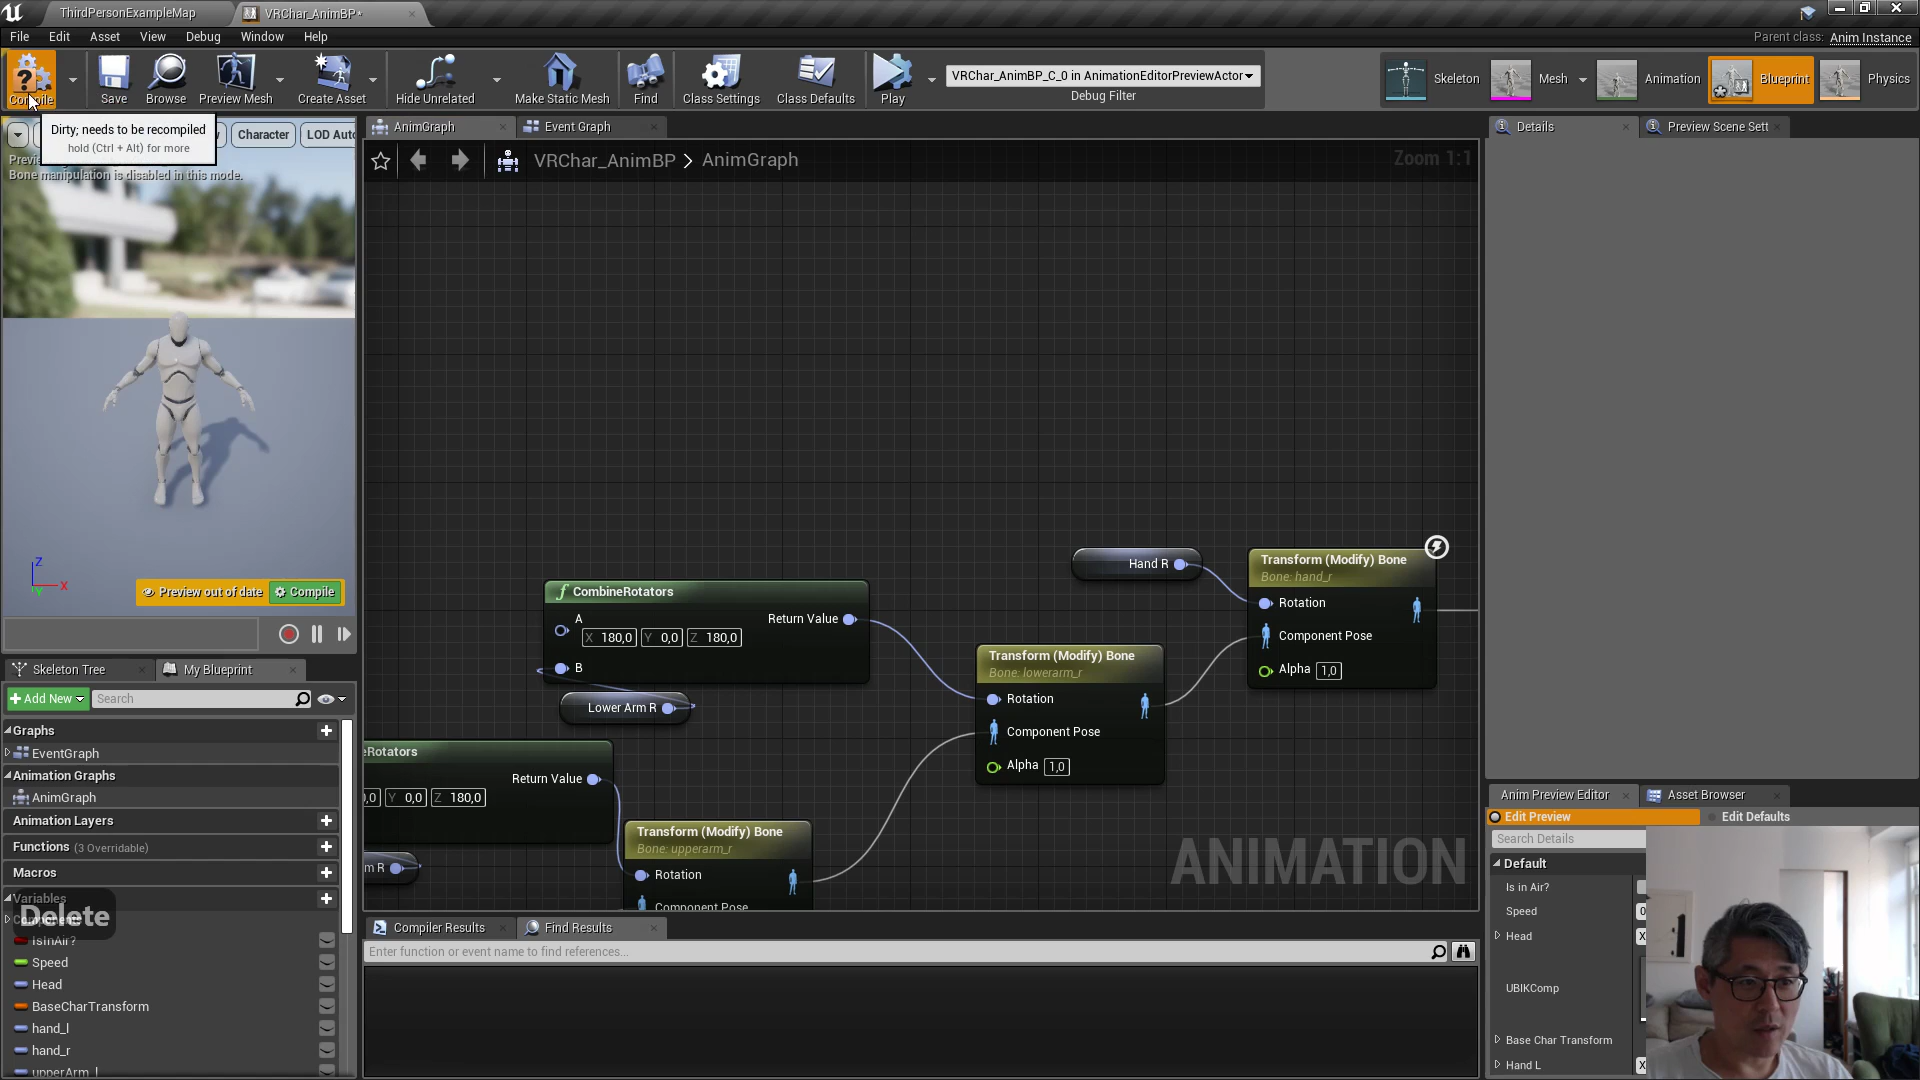 ThirdPersonExampleMap
VRChar_AnimBP*
File Edit Asset View Debug Window Help
Parent class: Anim Instance
Compile
Save
Browse
Preview Mesh
Create Asset
Hide Unrelated
Make Static Mesh
Find
Class Settings
Class Defaults
Play
VRChar_AnimBP_C_0 in AnimationEditorPreviewActor
Debug Filter
Skeleton
Mesh
Animation
Blueprint
Physics
Dirty; needs to be recompiled
hold (Ctrl + Alt) for more
Character
LOD Auto
Bone manipulation is disabled in this mode.
Z
X
Y
Preview out of date
Compile
AnimGraph
Event Graph
VRChar_AnimBP > AnimGraph
Zoom 1:1
CombineRotators
A
X 180,0 Y 0,0 Z 180,0
Return Value
B
Lower Arm R
Hand R
Transform (Modify) Bone
Bone: hand_r
Rotation
Component Pose
Alpha 1,0
Transform (Modify) Bone
Bone: lowerarm_r
Rotation
Component Pose
Alpha 1,0
eRotators
Return Value
,0 Y 0,0 Z 180,0
m R
Transform (Modify) Bone
Bone: upperarm_r
Rotation
Component Pose
ANIMATION
Skeleton Tree
My Blueprint
+Add New
Search
Graphs
EventGraph
Animation Graphs
AnimGraph
Animation Layers
Functions (3 Overridable)
Macros
Variables
Delete
IsInAir?
Speed
Head
BaseCharTransform
hand_l
hand_r
upperArm_l
Compiler Results
Find Results
Enter function or event name to find references...
Details
Preview Scene Sett
Anim Preview Editor
Asset Browser
Edit Preview
Edit Defaults
Search Details
Default
Is in Air?
Speed
0
Head
X
UBIKComp
Base Char Transform
Hand L
X